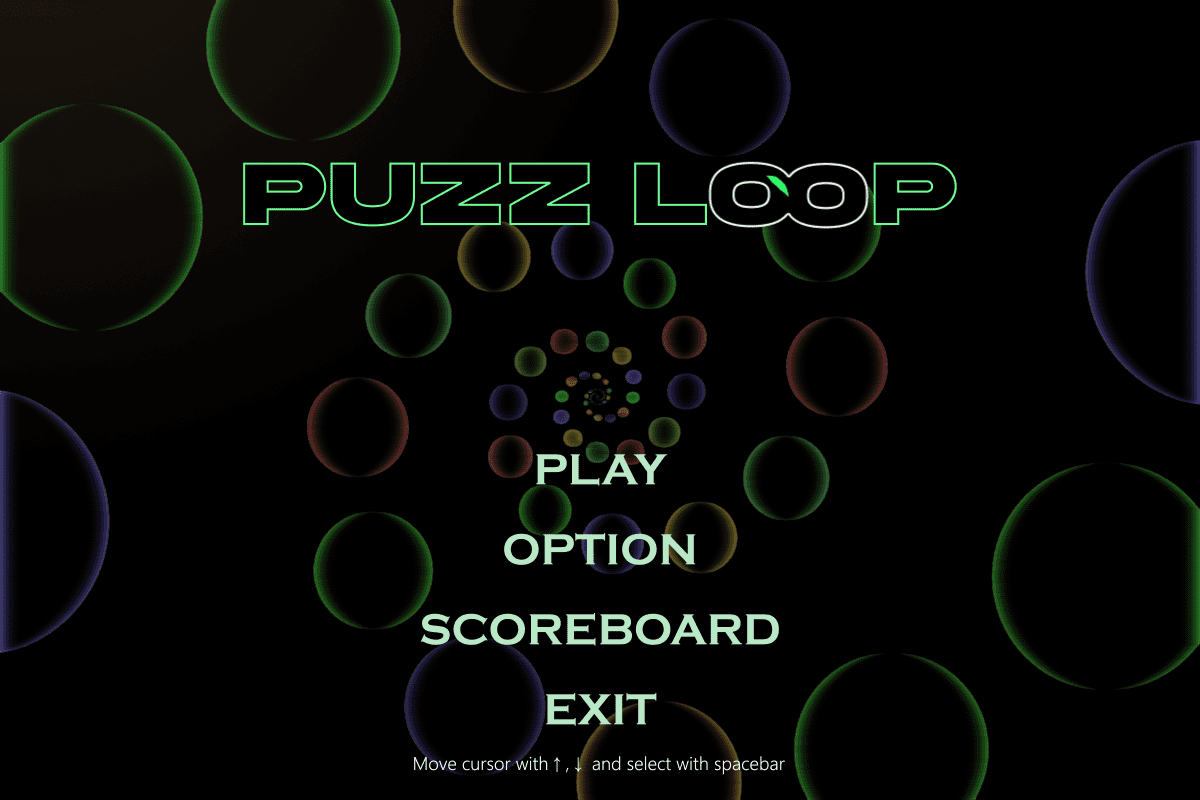 PUZZ LOOP
PLAY
OPTION
SCOREBOARD
EXIT
Move cursor with ↑ , ↓ and select with spacebar